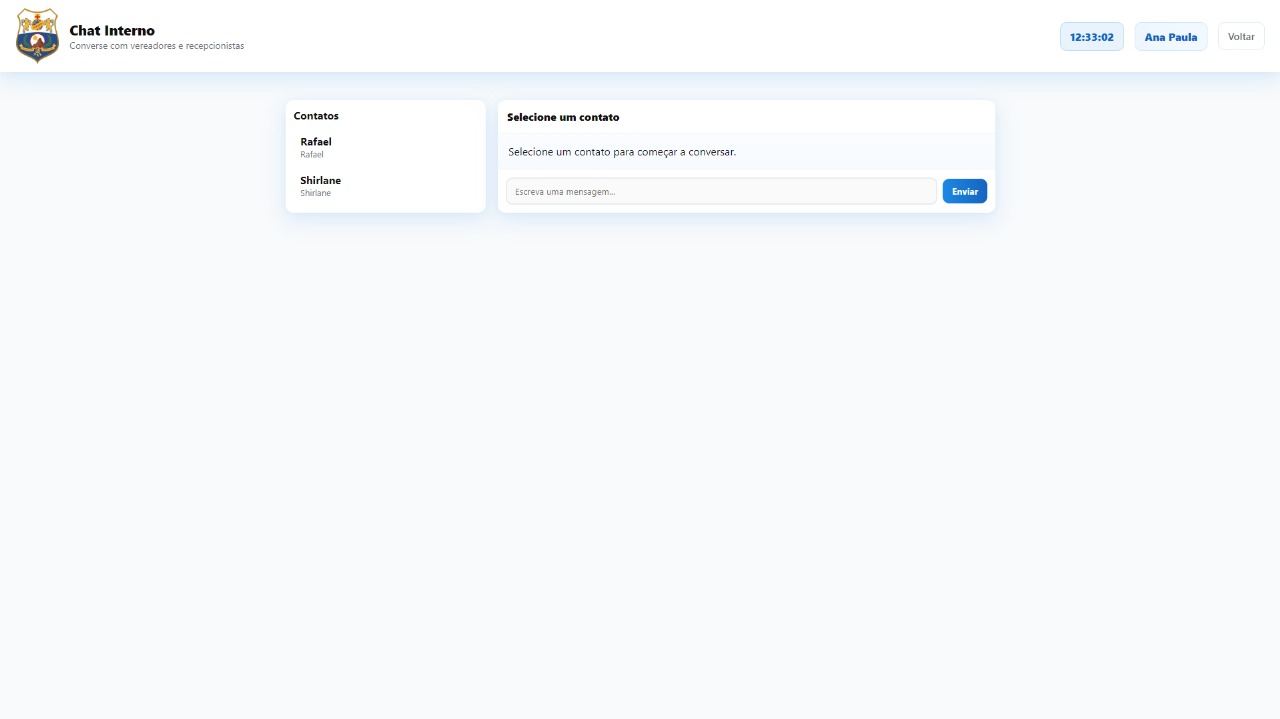 Chat Interno
Converse com vereadores e recepcionistas
12:33:02
Ana Paula
Voltar
Contatos
Rafael
Rafael
Shirlane
Shirlane
Selecione um contato
Selecione um contato para começar a conversar.
Escreva uma mensagem...
Enviar